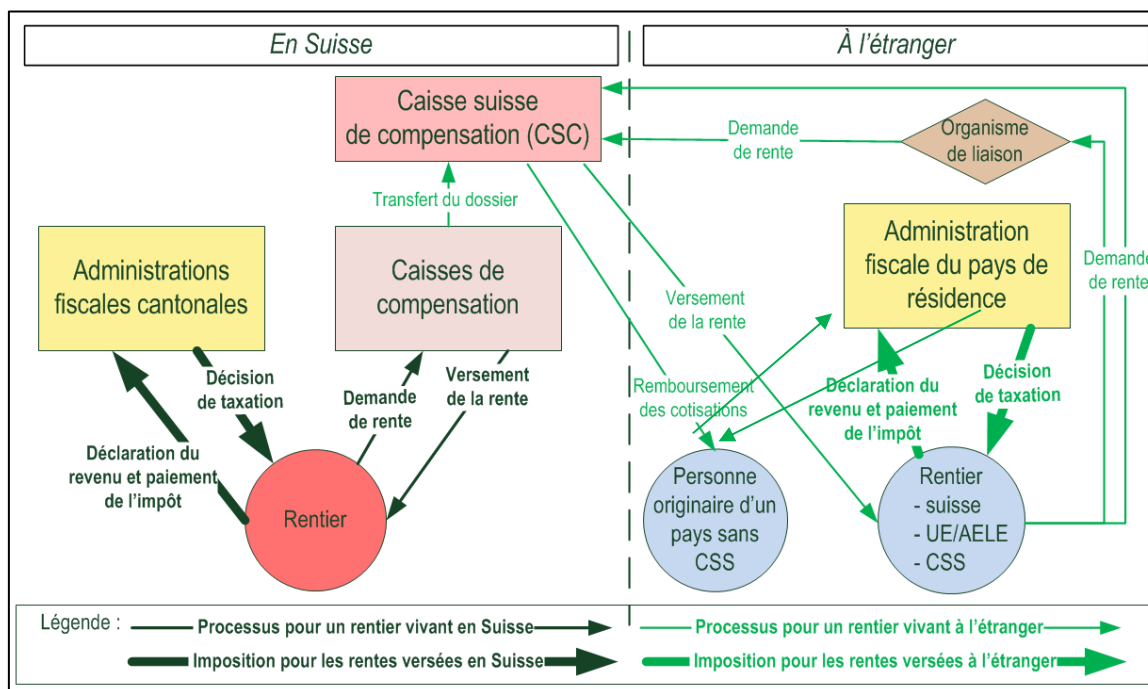 En Suisse
À l'étranger
Caisse suisse
de compensation (CSC)
Demande
de rente
Organisme
de liaison
Transfert du dossier
Administrations
fiscales cantonales
Caisses de
compensation
Administration
fiscale du pays de
résidence
Demande
de rente
Versement
de la rente
Décision
de taxation
Demande
de rente
Versement
de la rente
Remboursement
des cotisations
Déclaration du
revenu et paiement
de l'impôt
Décision
de taxation
Déclaration du
revenu et paiement
de l'impôt
Rentier
Personne
originaire d'un
pays sans
CSS
Rentier
- suisse
- UE/AELE
- CSS
Légende :
Processus pour un rentier vivant en Suisse
Processus pour un rentier vivant à l'étranger
Imposition pour les rentes versées en Suisse
Imposition pour les rentes versées à l'étranger